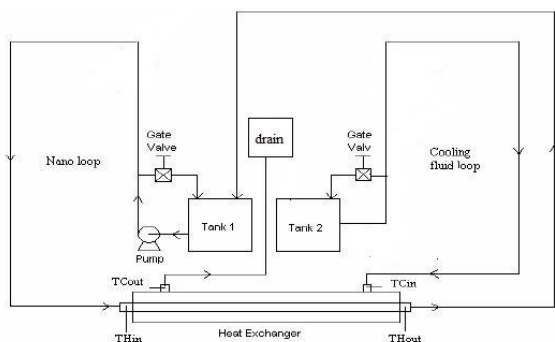 Gate
Valve
drain
Gate
Valv
Nano loop
Cooling
fluid loop
Tank 1
Tank 2
Pump
TCout
TCin
THin
Heat Exchanger
THout